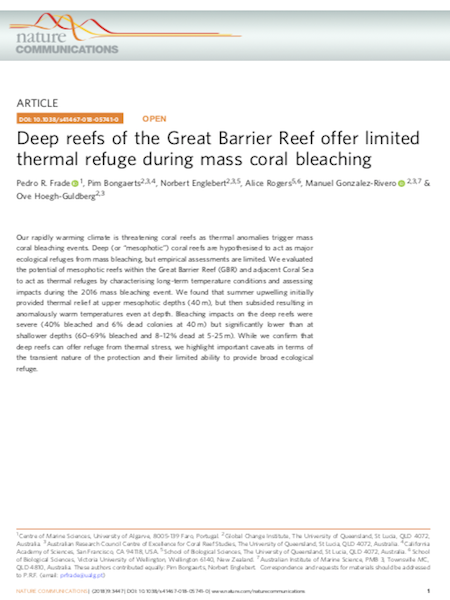 nature
COMMUNICATIONS
ARTICLE
DOI: 10.1038/s41467-018-05741-0 OPEN
Deep reefs of the Great Barrier Reef offer limited
thermal refuge during mass coral bleaching
Pedro R. Frade 1, Pim Bongaerts2,3,4, Norbert Englebert2,3,5, Alice Rogers5,6, Manuel Gonzalez-Rivero 2,3,7 &
Ove Hoegh-Guldberg2,3
Our rapidly warming climate is threatening coral reefs as thermal anomalies trigger mass
coral bleaching events. Deep (or "mesophotic") coral reefs are hypothesised to act as major
ecological refuges from mass bleaching, but empirical assessments are limited. We evaluated
the potential of mesophotic reefs within the Great Barrier Reef (GBR) and adjacent Coral Sea
to act as thermal refuges by characterising long-term temperature conditions and assessing
impacts during the 2016 mass bleaching event. We found that summer upwelling initially
provided thermal relief at upper mesophotic depths (40 m), but then subsided resulting in
anomalously warm temperatures even at depth. Bleaching impacts on the deep reefs were
severe (40% bleached and 6% dead colonies at 40 m) but significantly lower than at
shallower depths (60–69% bleached and 8–12% dead at 5-25 m). While we confirm that
deep reefs can offer refuge from thermal stress, we highlight important caveats in terms of
the transient nature of the protection and their limited ability to provide broad ecological
refuge.
1 Centre of Marine Sciences, University of Algarve, 8005-139 Faro, Portugal. 2 Global Change Institute, The University of Queensland, St Lucia, QLD 4072,
Australia. 3 Australian Research Council Centre of Excellence for Coral Reef Studies, The University of Queensland, St Lucia, QLD 4072, Australia. 4 California
Academy of Sciences, San Francisco, CA 94118, USA. 5 School of Biological Sciences, The University of Queensland, St Lucia, QLD 4072, Australia. 6 School
of Biological Sciences, Victoria University of Wellington, Wellington 6140, New Zealand. 7 Australian Institute of Marine Science, PMB 3, Townsville MC,
QLD 4810, Australia. These authors contributed equally: Pim Bongaerts, Norbert Englebert. Correspondence and requests for materials should be addressed
to P.R.F. (email: prfrade@ualg.pt)
NATURE COMMUNICATIONS | (2018)9:3447 | DOI: 10.1038/s41467-018-05741-0 | www.nature.com/naturecommunications 1